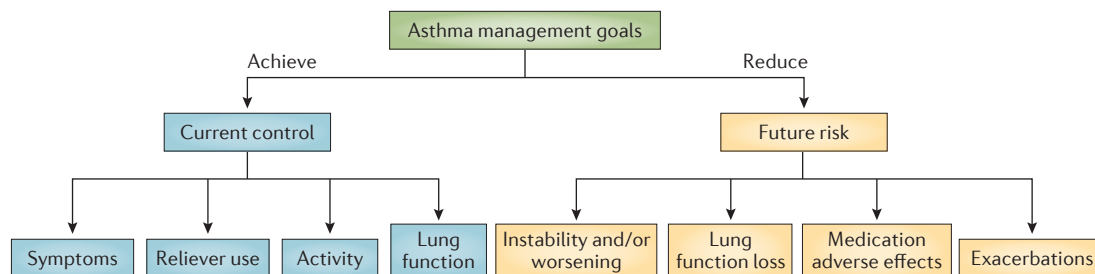 Asthma management goals
Achieve
Reduce
Current control
Future risk
Symptoms
Reliever use
Activity
Lung
function
Instability and/or
worsening
Lung
function loss
Medication
adverse effects
Exacerbations